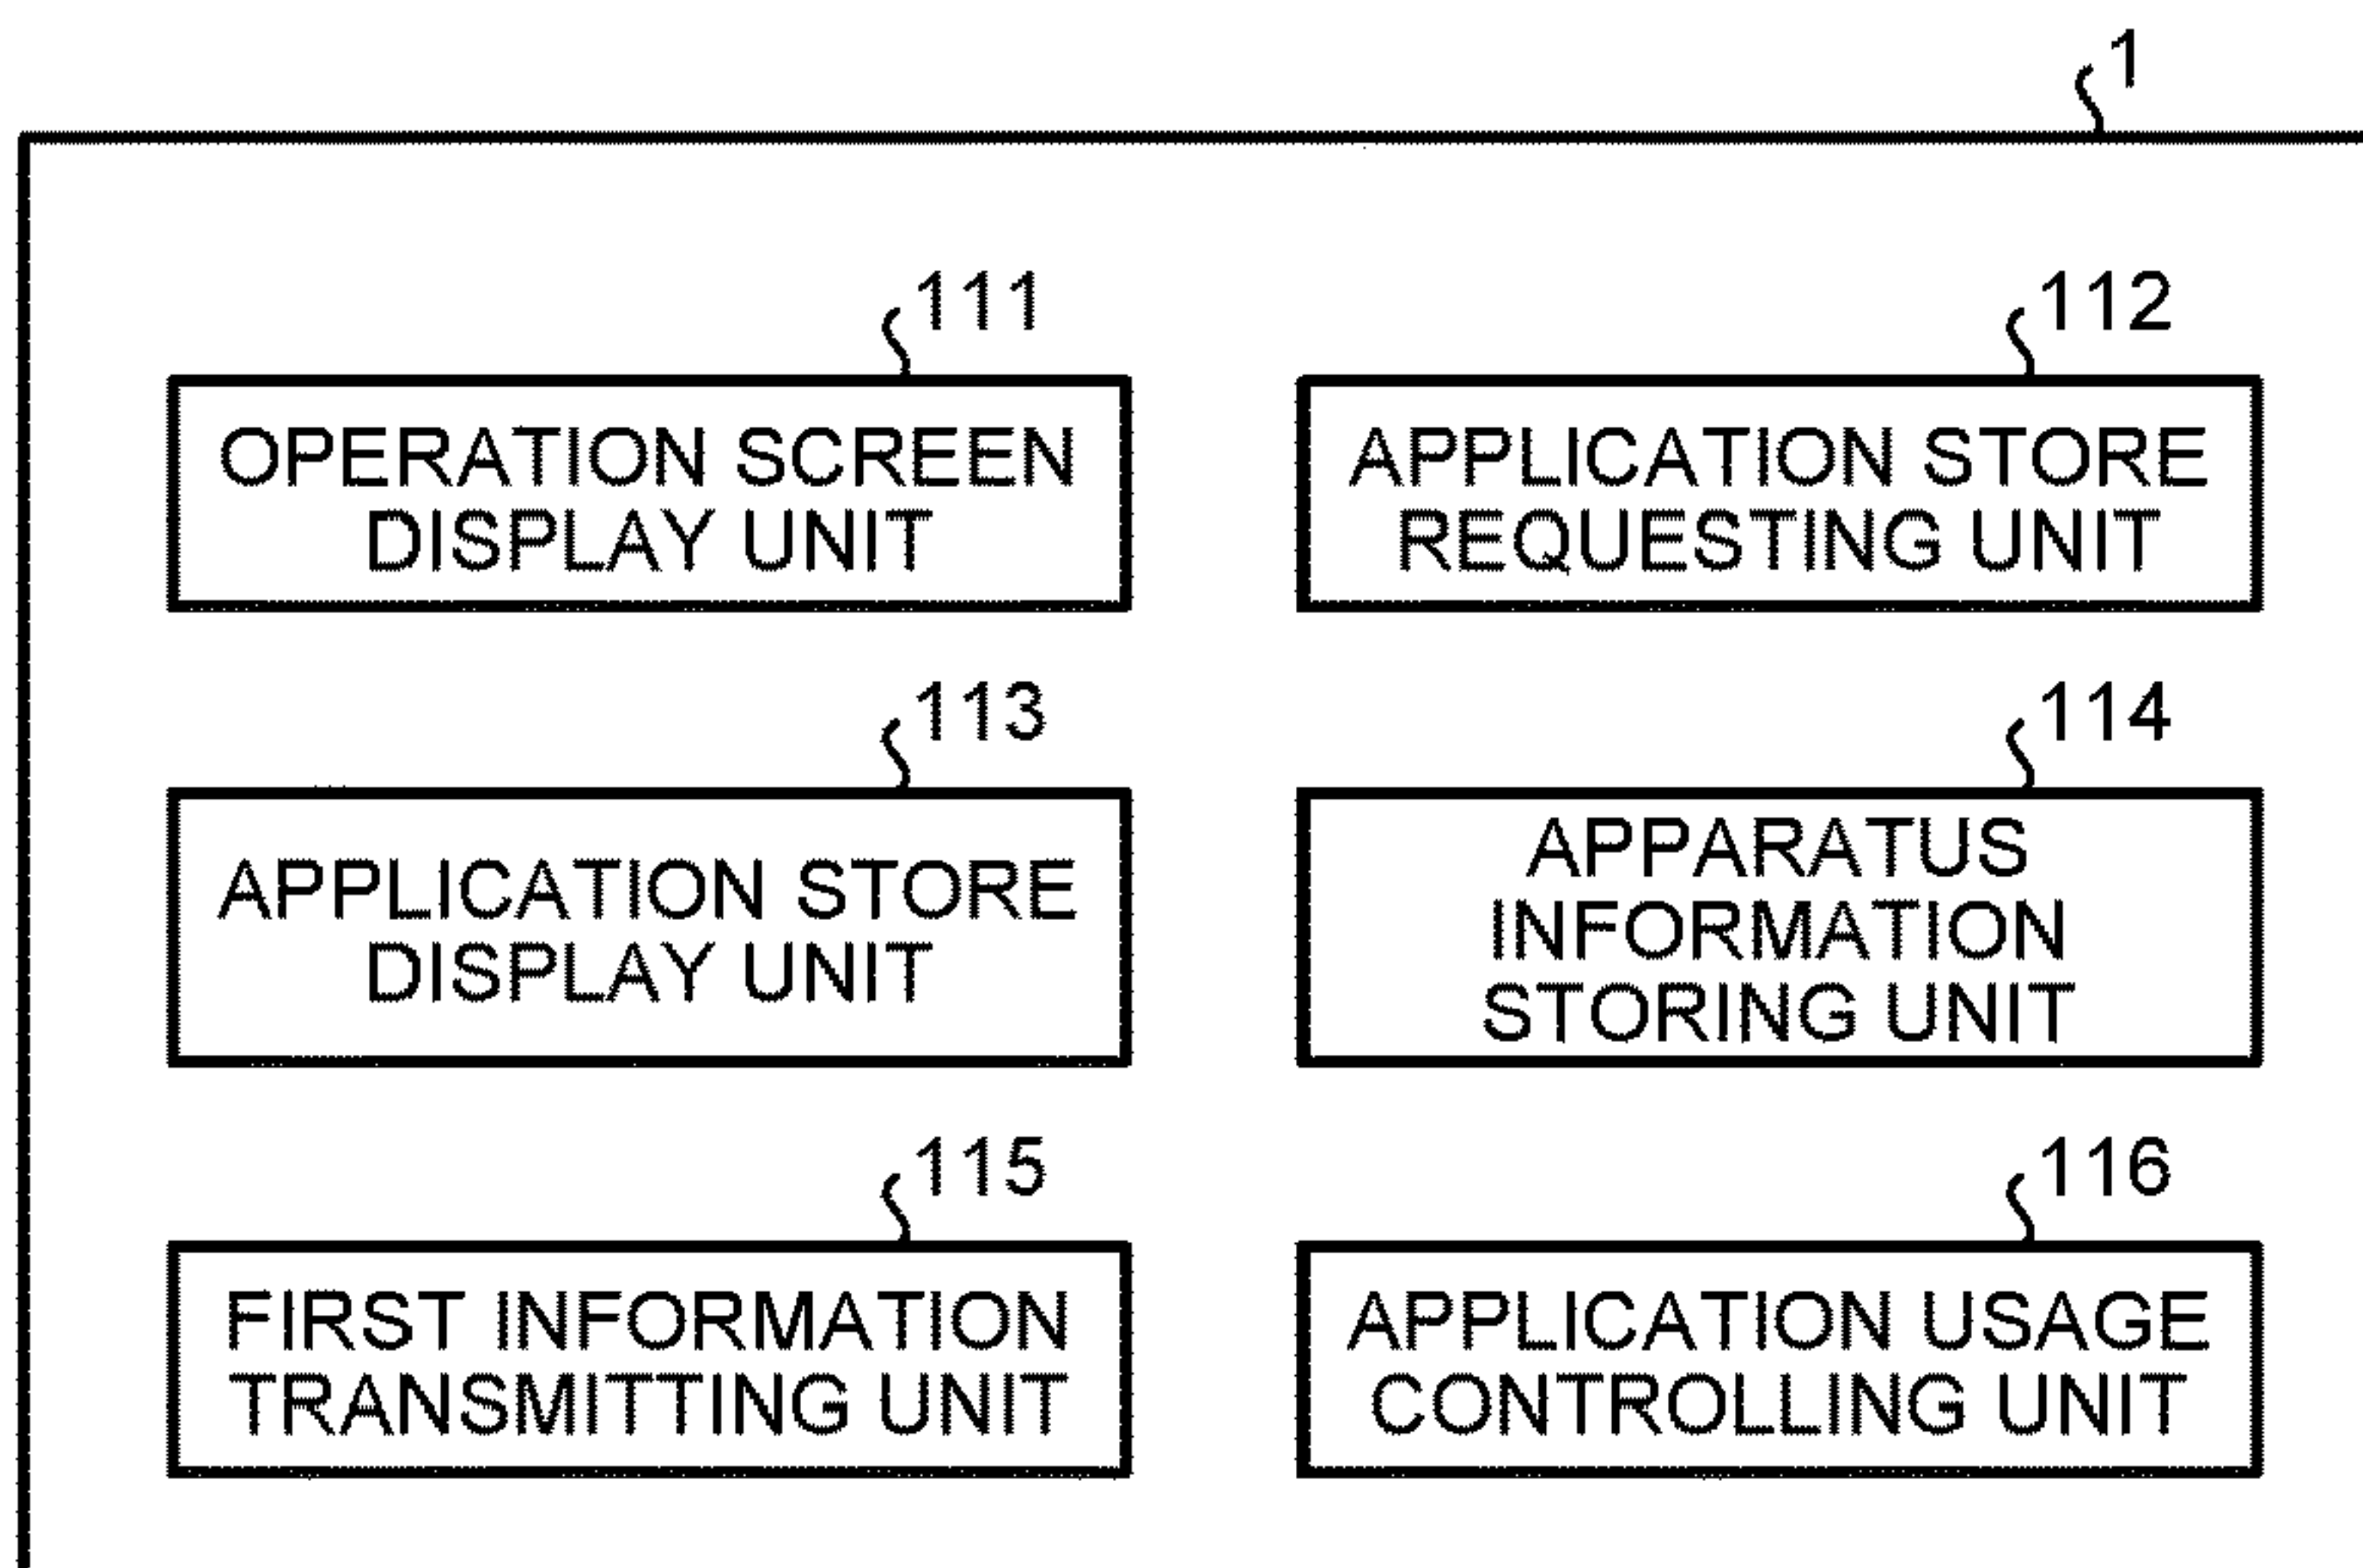 1
111
OPERATION SCREEN
DISPLAY UNIT
112
APPLICATION STORE
REQUESTING UNIT
113
APPLICATION STORE
DISPLAY UNIT
114
APPARATUS
INFORMATION
STORING UNIT
115
FIRST INFORMATION
TRANSMITTING UNIT
116
APPLICATION USAGE
CONTROLLING UNIT